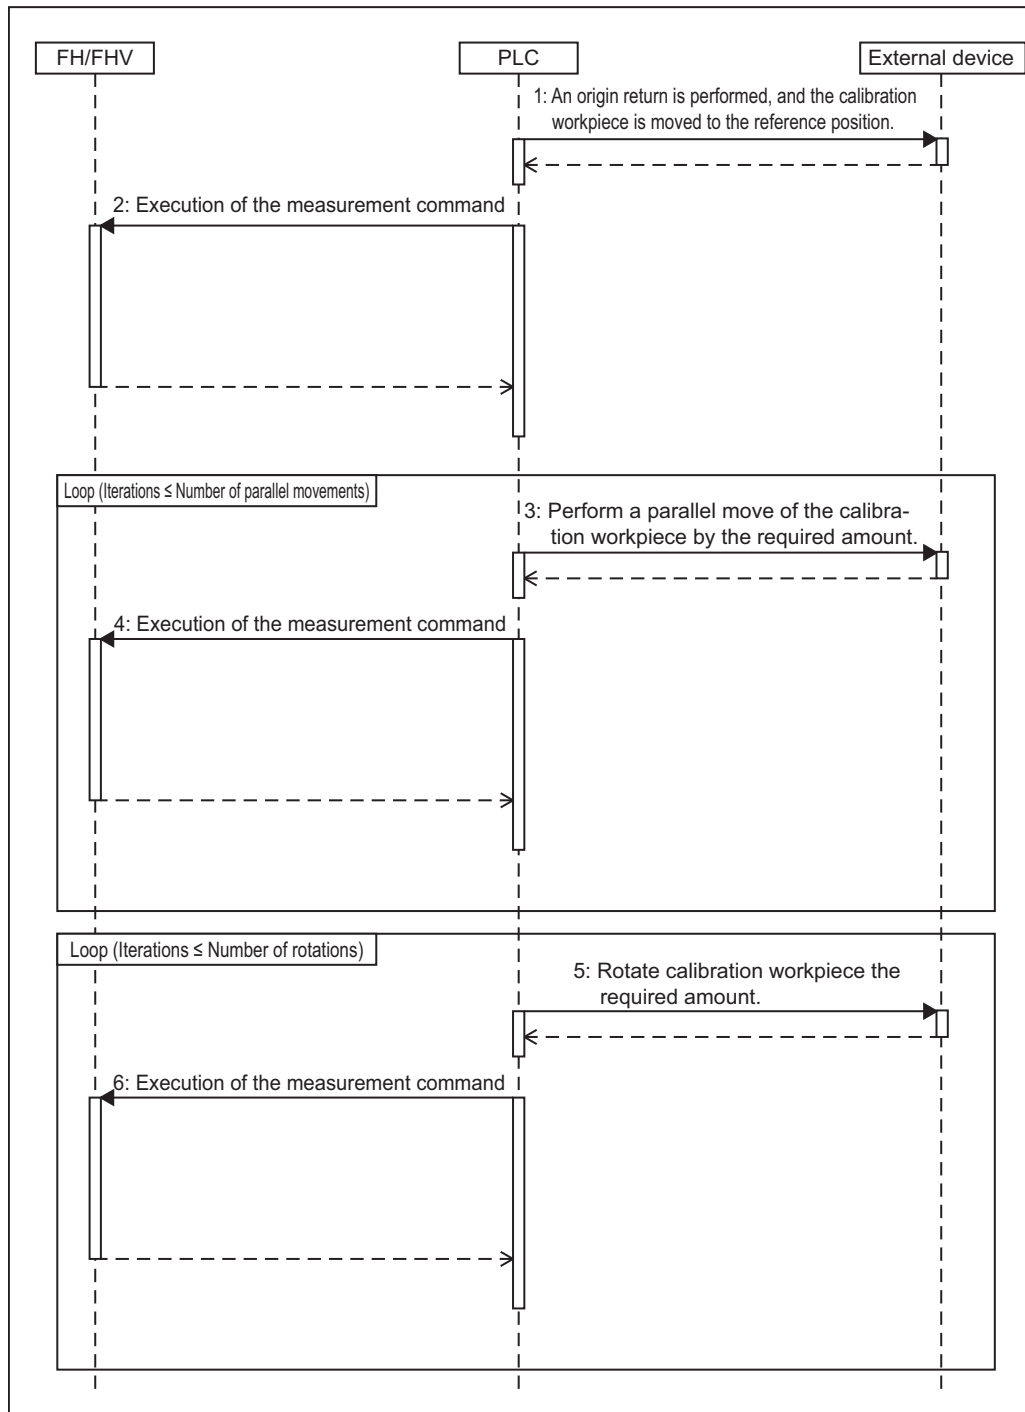 FH/FHV
PLC
External device
1: An origin return is performed, and the calibration
workpiece is moved to the reference position.
2: Execution of the measurement command
Loop (Iterations ≤ Number of parallel movements)
3: Perform a parallel move of the calibra-
tion workpiece by the required amount.
4: Execution of the measurement command
Loop (Iterations ≤ Number of rotations)
5: Rotate calibration workpiece the
required amount.
6: Execution of the measurement command